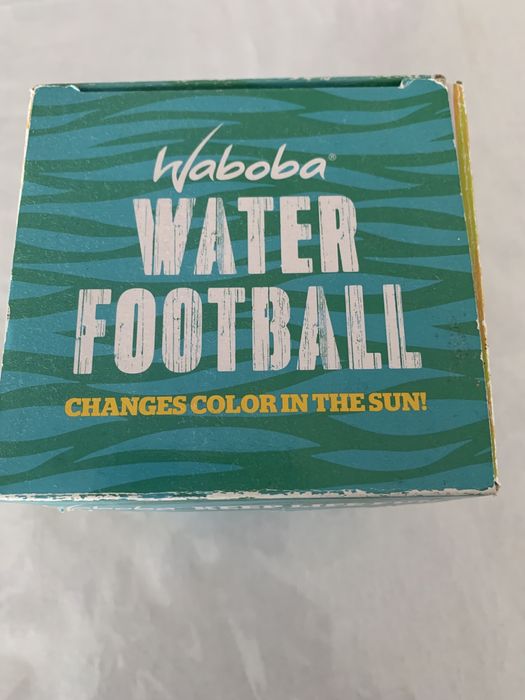 Waboba®
WATER
FOOTBALL
CHANGES COLOR IN THE SUN!